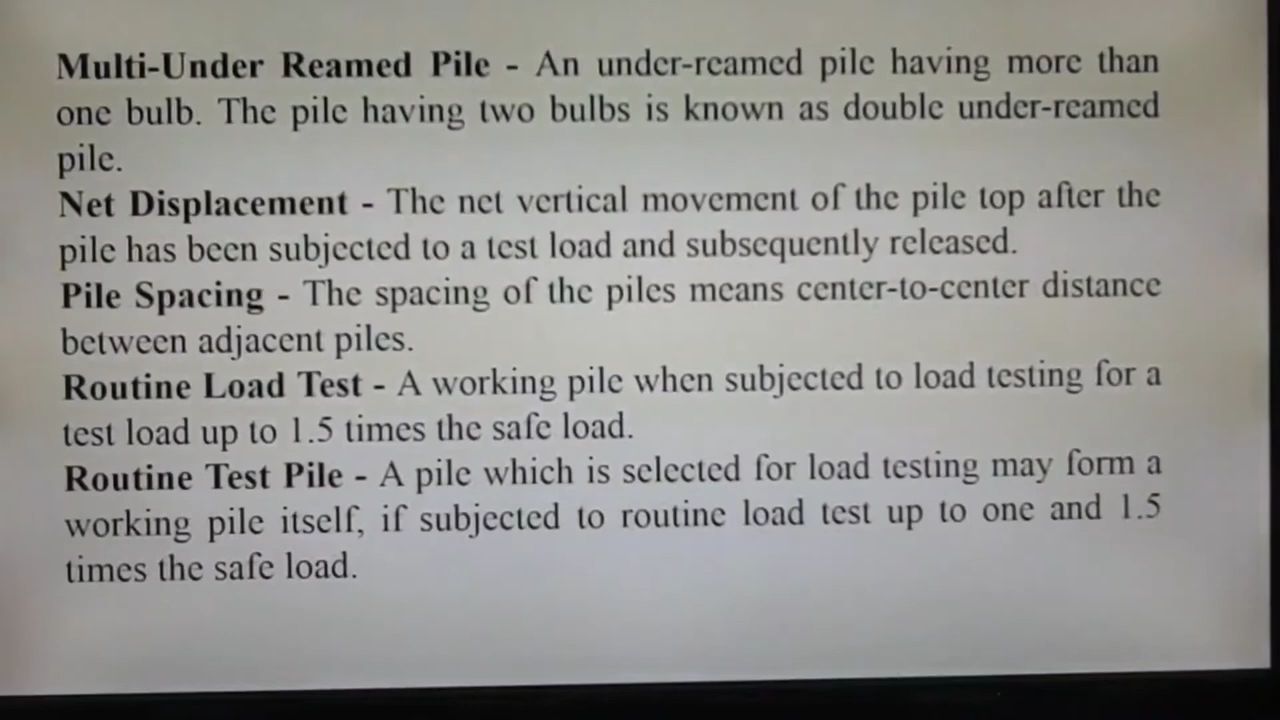 Multi-Under Reamed Pile - An under-reamed pile having more than
one bulb. The pile having two bulbs is known as double under-reamed
pile.
Net Displacement - The net vertical movement of the pile top after the
pile has been subjected to a test load and subsequently released.
Pile Spacing - The spacing of the piles means center-to-center distance
between adjacent piles.
Routine Load Test - A working pile when subjected to load testing for a
test load up to 1.5 times the safe load.
Routine Test Pile - A pile which is selected for load testing may form a
working pile itself, if subjected to routine load test up to one and 1.5
times the safe load.